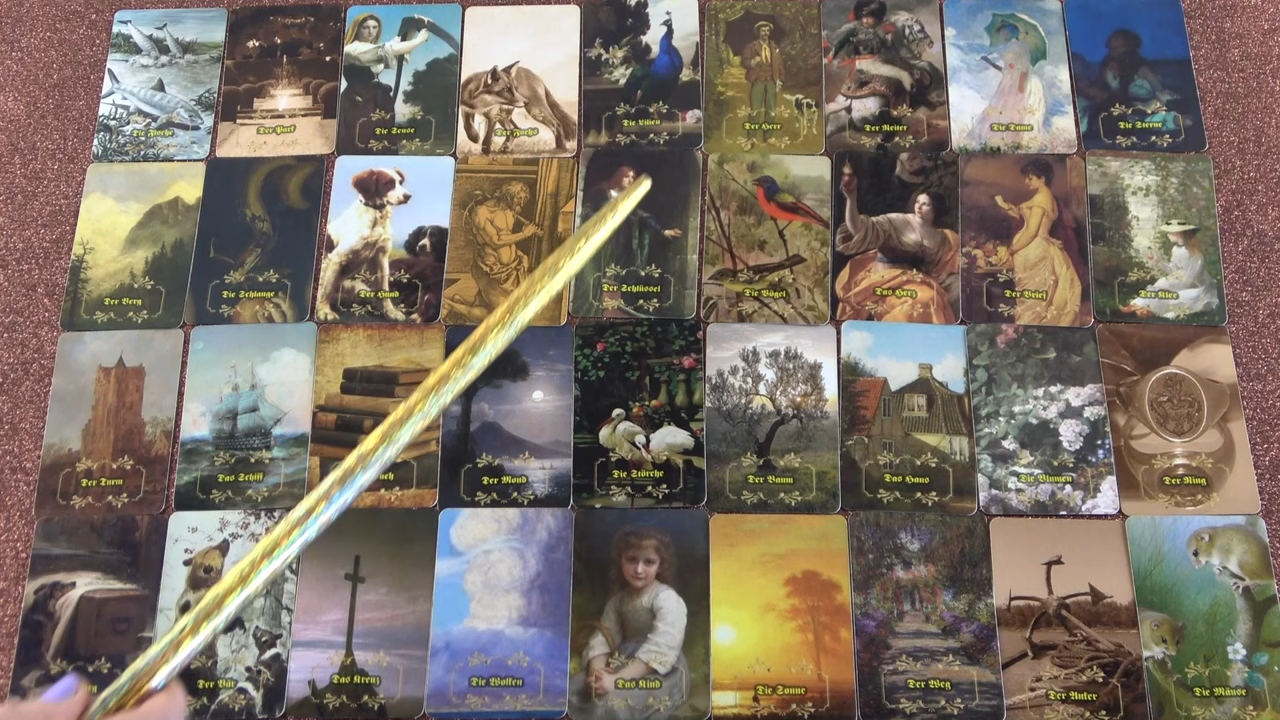 Die Fische
Der Park
Die Sense
Der Fuchs
Die Lilien
Der Herr
Der Reiter
Die Dame
Die Sterne
Der Berg
Die Schlange
Der Hund
Der Schlüssel
Die Vögel
Das Herz
Der Brief
Der Klee
Der Turm
Das Schiff
Der Mond
Die Störche
Der Baum
Das Haus
Die Blumen
Der Ring
Der Bär
Das Kreuz
Die Wolken
Das Kind
Die Sonne
Der Weg
Der Anker
Die Mäuse